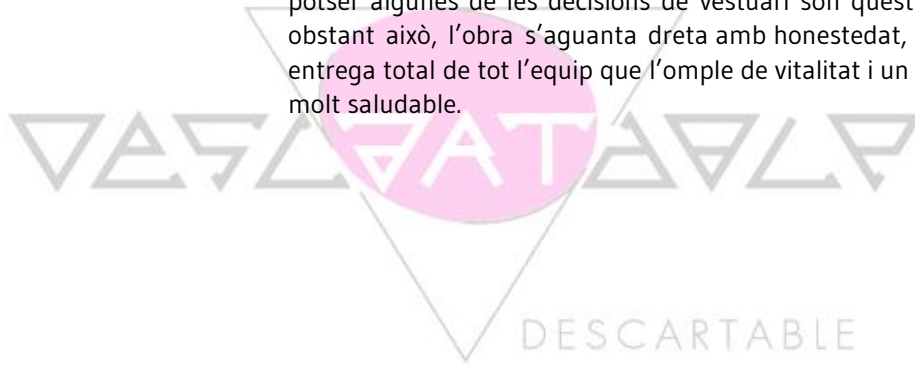 potser algunes de les decisions de vestuari són quest
obstant això, l’obra s’aguanta dreta amb honestedat,
entrega total de tot l’equip que l’omple de vitalitat i un
molt saludable.
DESCARTABLE